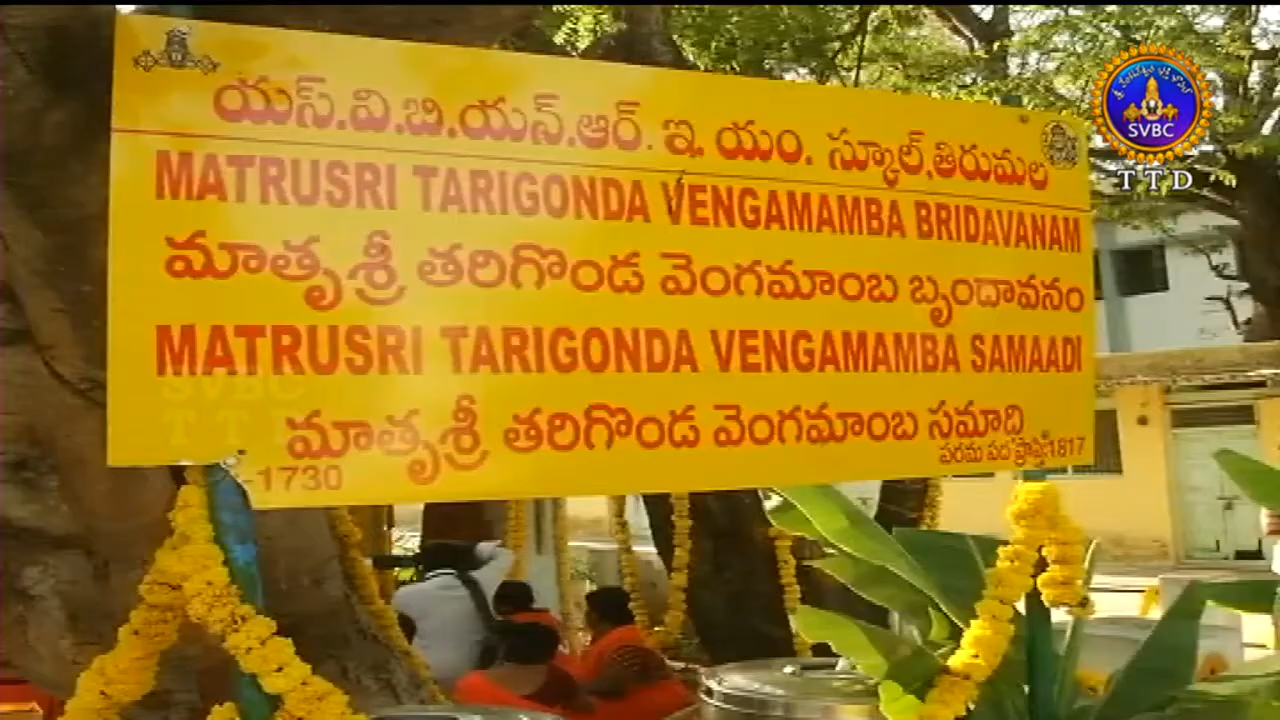 యస్.వి.బి.యన్.ఆర్. ఇ. యం. స్కూల్,తిరుమల
MATRUSRI TARIGONDA VENGAMAMBA BRIDAVANAM
మాతృశ్రీ తరిగొండ వెంగమాంబ బృందావనం
MATRUSRI TARIGONDA VENGAMAMBA SAMAADI
మాతృశ్రీ తరిగొండ వెంగమాంబ సమాది
-1730
పరమ పద ప్రాప్తి:1817
SVBC
TTD